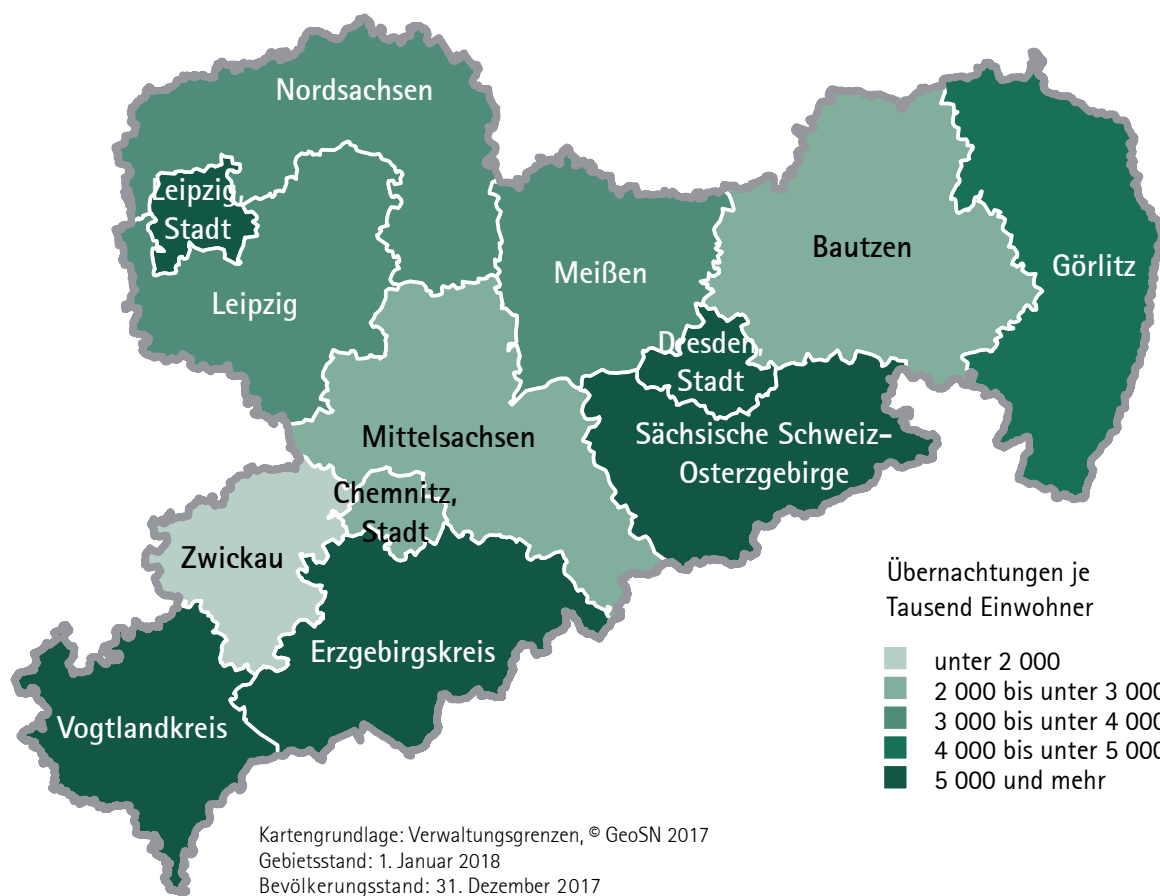 Nordsachsen
Leipzig,
Stadt
Leipzig
Meißen
Bautzen
Görlitz
Dresden,
Stadt
Mittelsachsen
Sächsische Schweiz-
Osterzgebirge
Chemnitz,
Stadt
Zwickau
Erzgebirgskreis
Vogtlandkreis
Übernachtungen je
Tausend Einwohner
unter 2 000
2 000 bis unter 3 000
3 000 bis unter 4 000
4 000 bis unter 5 000
5 000 und mehr
Kartengrundlage: Verwaltungsgrenzen, © GeoSN 2017
Gebietsstand: 1. Januar 2018
Bevölkerungsstand: 31. Dezember 2017